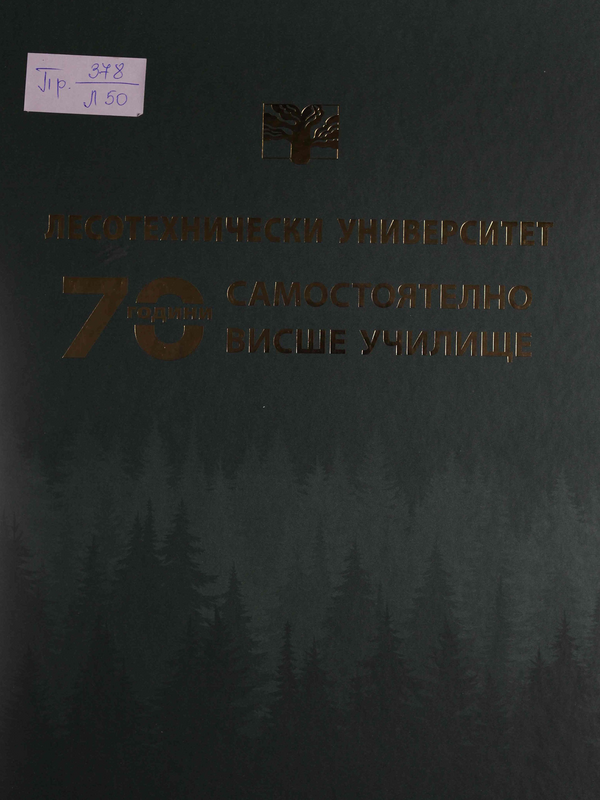 Пр. 378
Л 50
ЛЕСОТЕХНИЧЕСКИ УНИВЕРСИТЕТ
70 ГОДИНИ САМОСТОЯТЕЛНО
ВИСШЕ УЧИЛИЩЕ